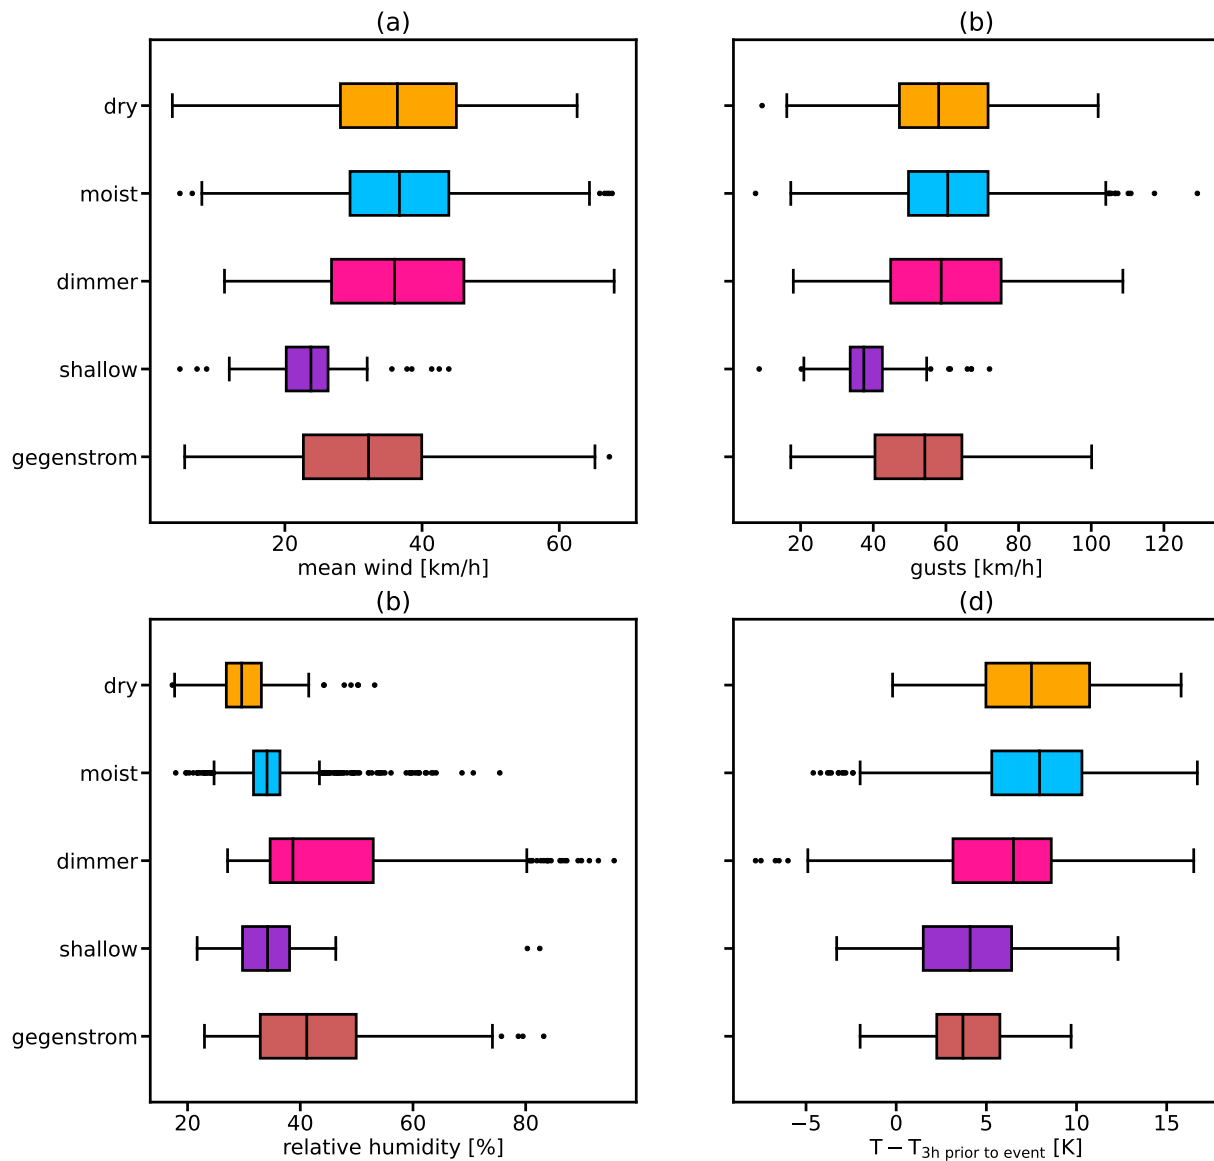 (a)
(b)
dry
moist
dimmer
shallow
gegenstrom
20 40 60
20 40 60 80 100 120
mean wind [km/h]
gusts [km/h]
(b)
(d)
dry
moist
dimmer
shallow
gegenstrom
20 40 60 80
−5 0 5 10 15
relative humidity [%]
T − T3h prior to event [K]